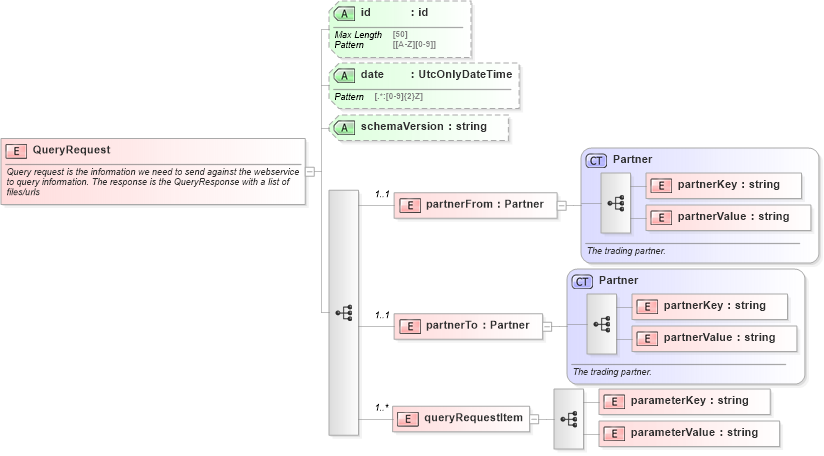 A id : id
Max Length [50]
Pattern [[A-Z][0-9]]
A date : UtcOnlyDateTime
Pattern [.*:[0-9]{2}Z]
A schemaVersion : string
E QueryRequest
Query request is the information we need to send against the webservice
to query information. The response is the QueryResponse with a list of
files/urls
CT Partner
1..1
E partnerFrom : Partner
E partnerKey : string
E partnerValue : string
The trading partner.
CT Partner
1..1
E partnerTo : Partner
E partnerKey : string
E partnerValue : string
The trading partner.
1..*
E queryRequestItem
E parameterKey : string
E parameterValue : string